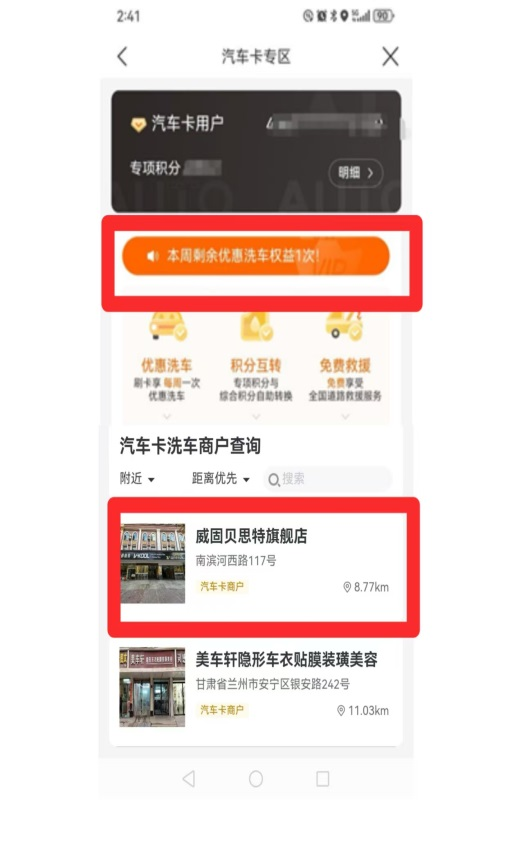 2:41
5G
90
汽车卡专区
汽车卡用户
专项积分
明细 >
AUTO
AUTO
本周剩余优惠洗车权益1次!
VIP
优惠洗车
刷卡享 每周一次
优惠洗车
积分互转
专项积分与
综合积分自助转换
免费救援
免费享受
全国道路救援服务
汽车卡洗车商户查询
附近
距离优先
搜索
威固贝思特旗舰店
南滨河西路117号
汽车卡商户
8.77km
美车轩隐形车衣贴膜装璜美容
甘肃省兰州市安宁区银安路242号
汽车卡商户
11.03km